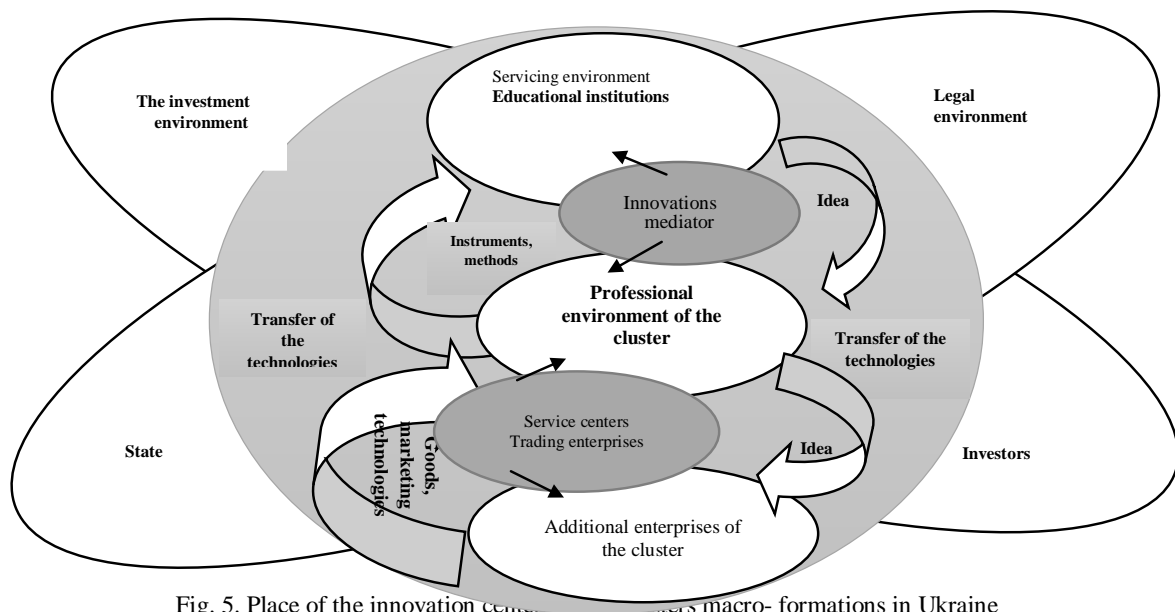 Servicing environment
Educational institutions
The investment
environment
Legal
environment
Innovations
mediator
Idea
Instruments,
methods
Professional
environment of the
cluster
Transfer of
the
technologies
Transfer of the
technologies
Goods,
marketing
technologies
Service centers
Trading enterprises
State
Idea
Investors
Additional enterprises of
the cluster
Fig. 5. Place of the innovation macro- formations in Ukraine